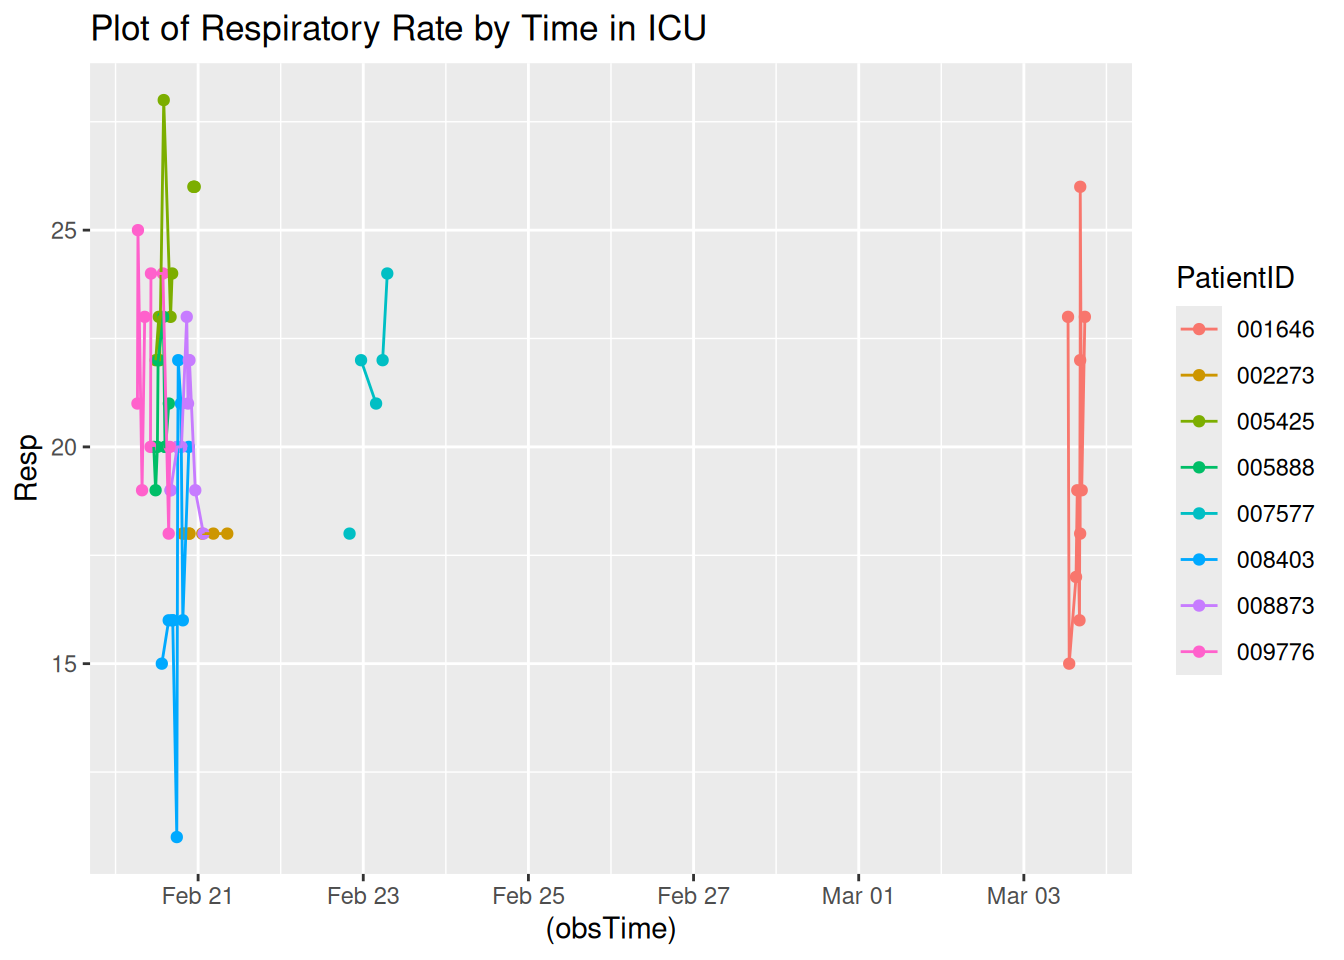 Plot of Respiratory Rate by Time in ICU
Resp
25
20
15
Feb 21
Feb 23
Feb 25
Feb 27
Mar 01
Mar 03
(obsTime)
PatientID
001646
002273
005425
005888
007577
008403
008873
009776